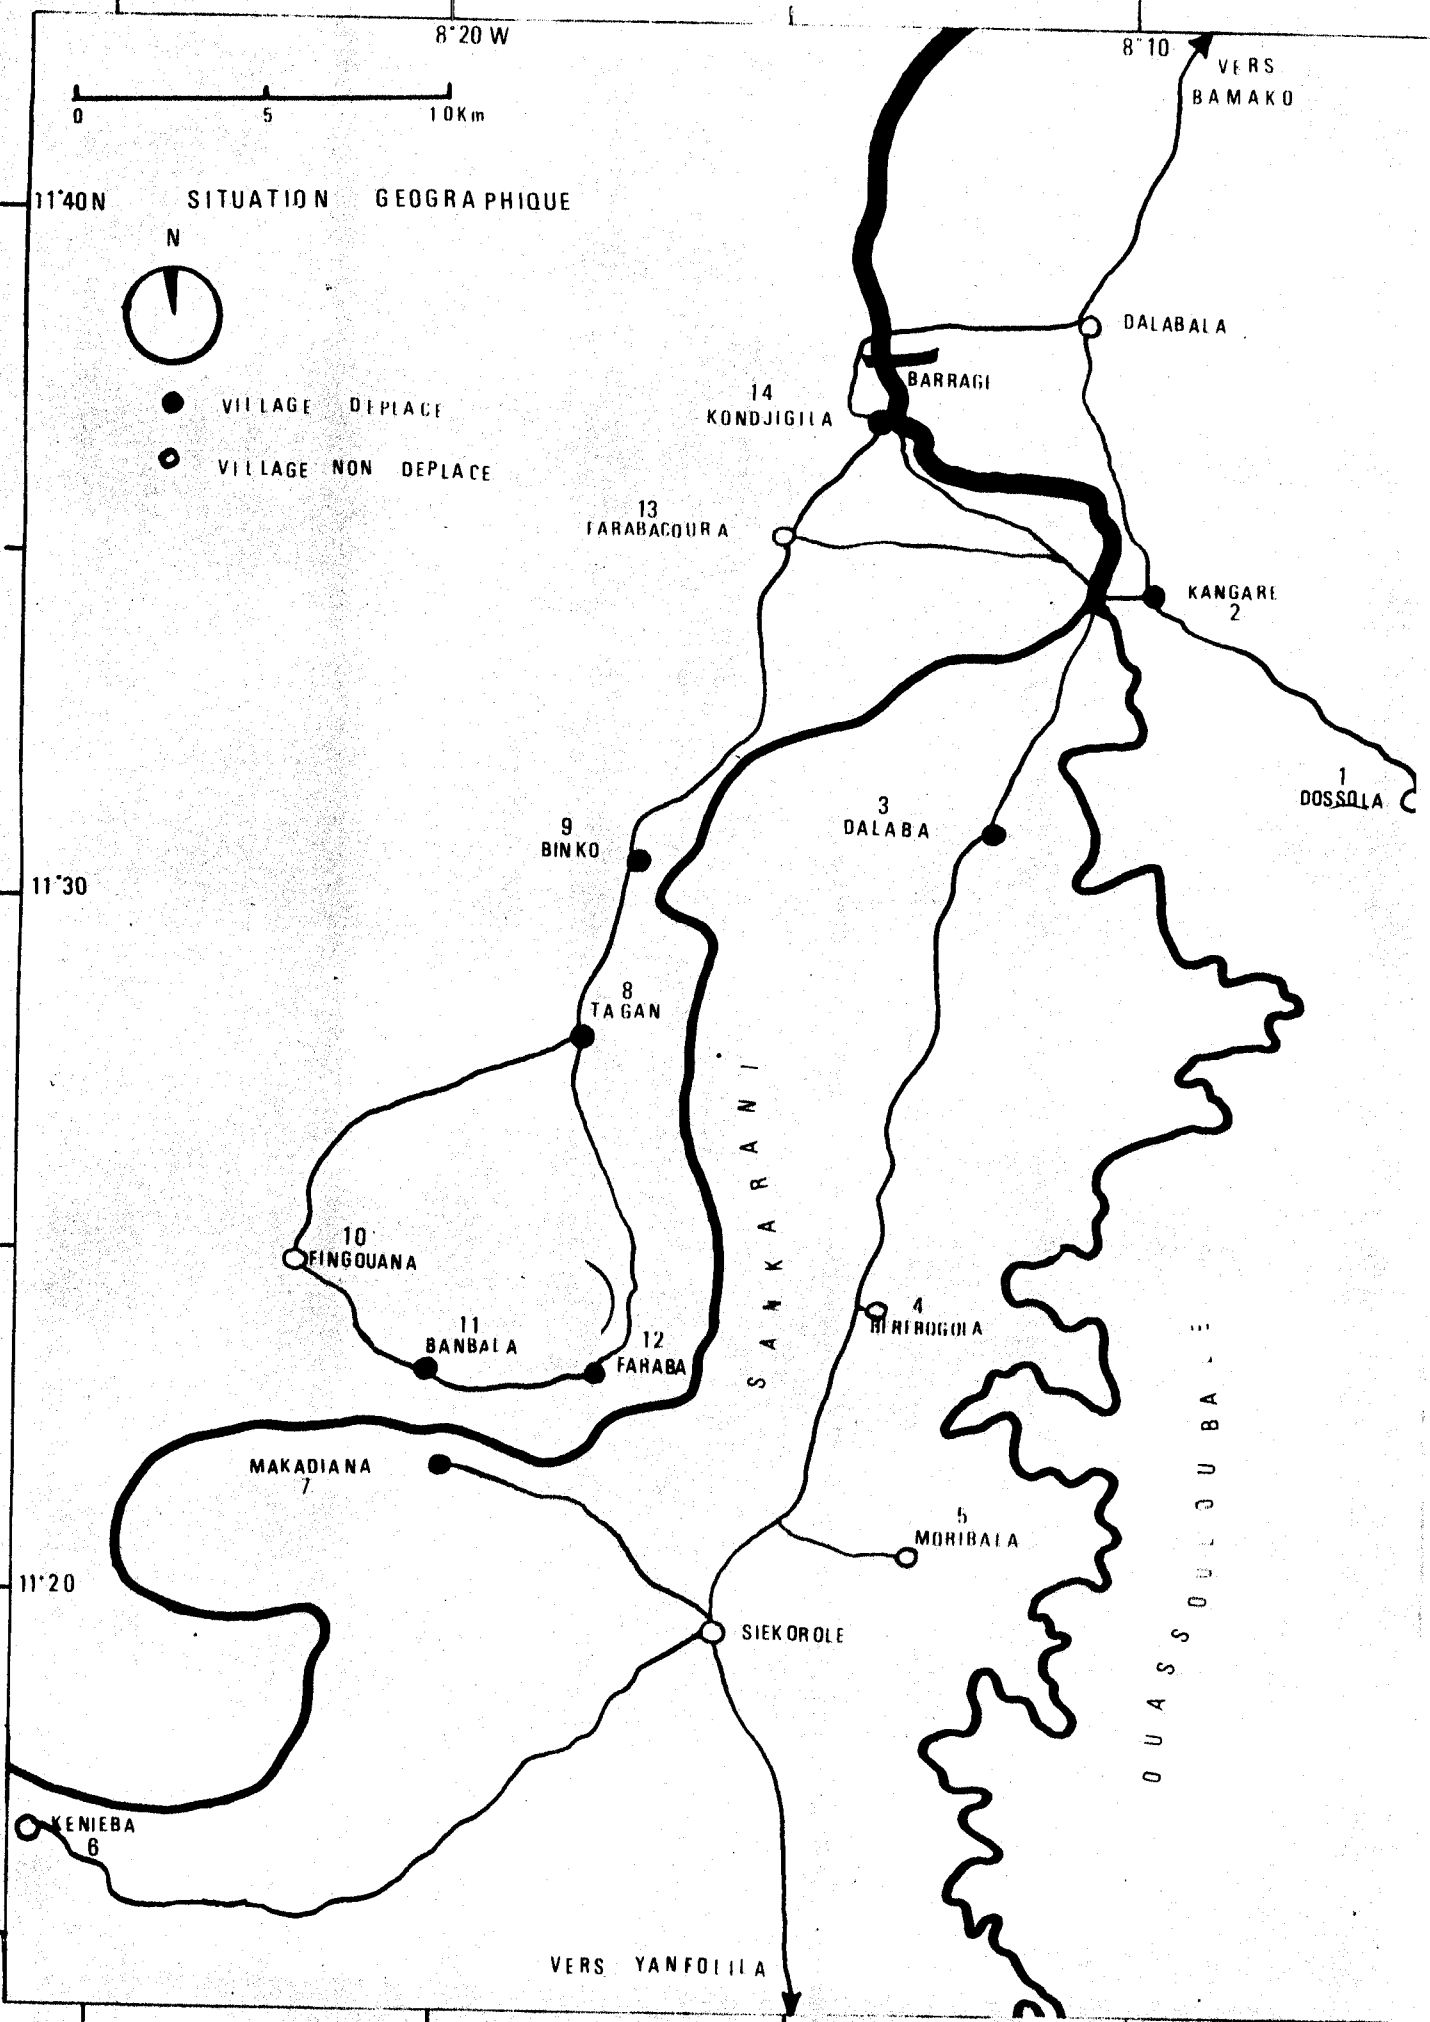 8°20 W
8°10
VERS
BAMAKO
0 5 10Km
11°40N
SITUATION GEOGRAPHIQUE
N
VILLAGE DEPLACE
VILLAGE NON DEPLACE
DALABALA
BARRAGE
14
KONDJIGILA
13
FARABACOURA
KANGARE
2
1
DOSSOLA
3
DALABA
9
BINKO
11°30
8
TAGAN
SANKARANI
10
FINGOUANA
4
11
BANBALA
12
FARABA
OUASSOULOUBALE
MAKADIANA
7
5
MORIBALA
11°20
SIEKOROLE
KENIEBA
6
VERS YANFOLILA